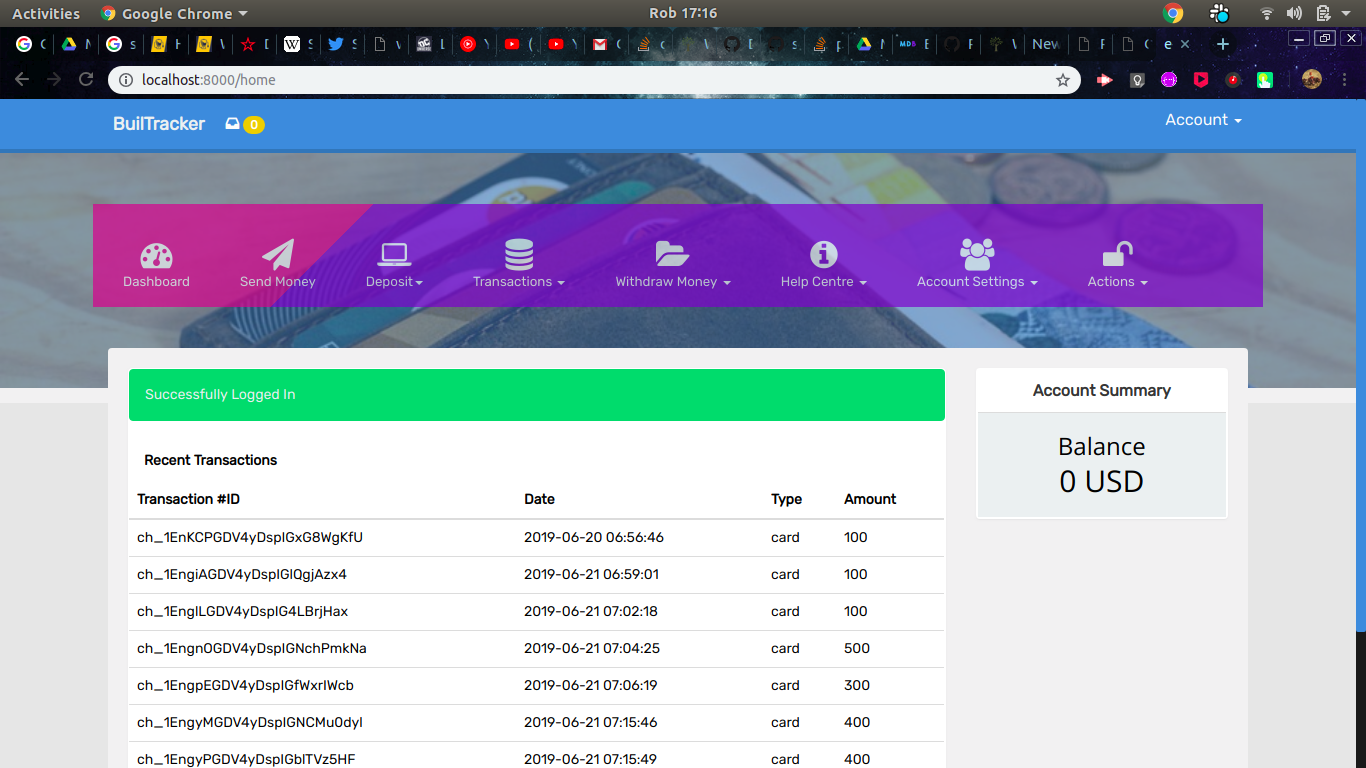 Activities Google Chrome Rob 17:16
New
localhost:8000/home
BuilTracker 0 Account
Dashboard Send Money Deposit Transactions Withdraw Money Help Centre Account Settings Actions
Successfully Logged In
Account Summary
Balance
0 USD
Recent Transactions
Transaction #ID Date Type Amount
ch_1EnKCPGDV4yDsplGxG8WgKfU 2019-06-20 06:56:46 card 100
ch_1EngiAGDV4yDsplGlQgjAzx4 2019-06-21 06:59:01 card 100
ch_1EnglLGDV4yDsplG4LBrjHax 2019-06-21 07:02:18 card 100
ch_1EngnOGDV4yDsplGNchPmkNa 2019-06-21 07:04:25 card 500
ch_1EngpEGDV4yDsplGfWxrIWcb 2019-06-21 07:06:19 card 300
ch_1EngyMGDV4yDsplGNCMu0dyI 2019-06-21 07:15:46 card 400
ch_1EngyPGDV4yDsplGblTVz5HF 2019-06-21 07:15:49 card 400